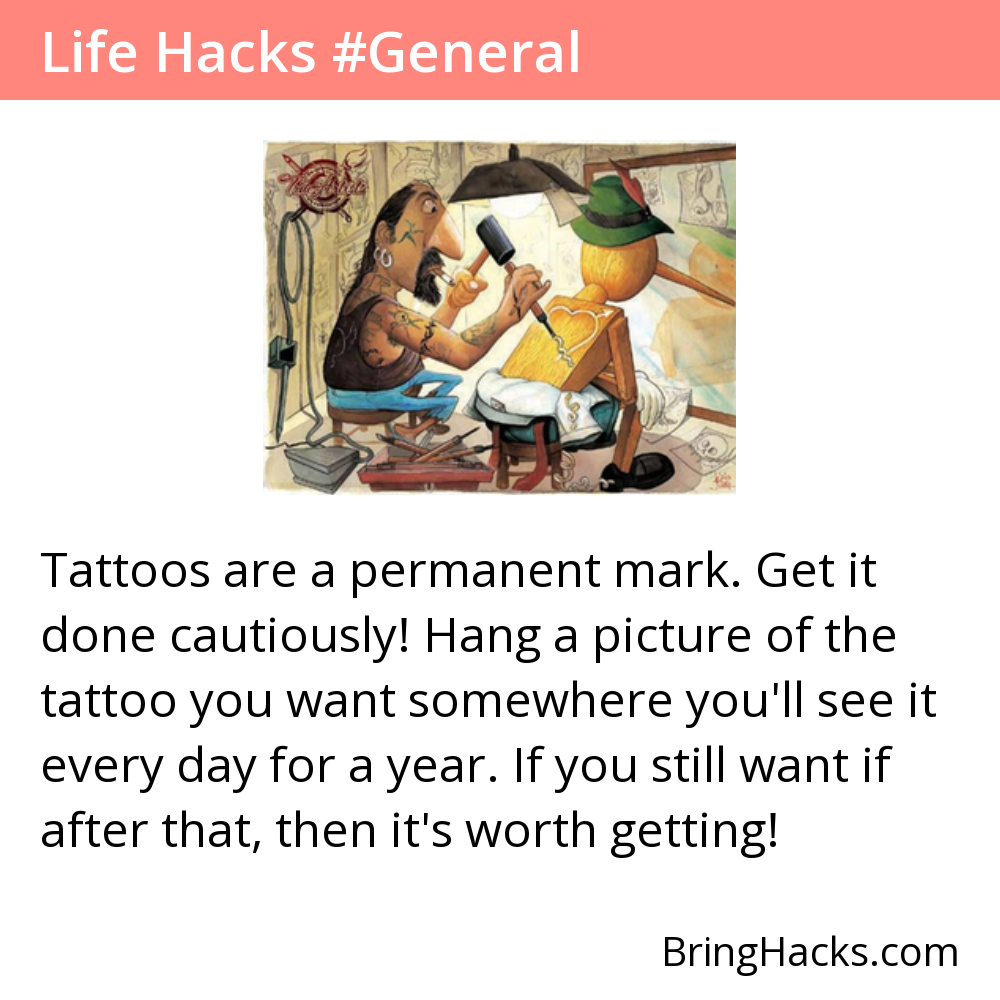 Life Hacks #General
Tattoos are a permanent mark. Get it
done cautiously! Hang a picture of the
tattoo you want somewhere you'll see it
every day for a year. If you still want if
after that, then it's worth getting!
BringHacks.com